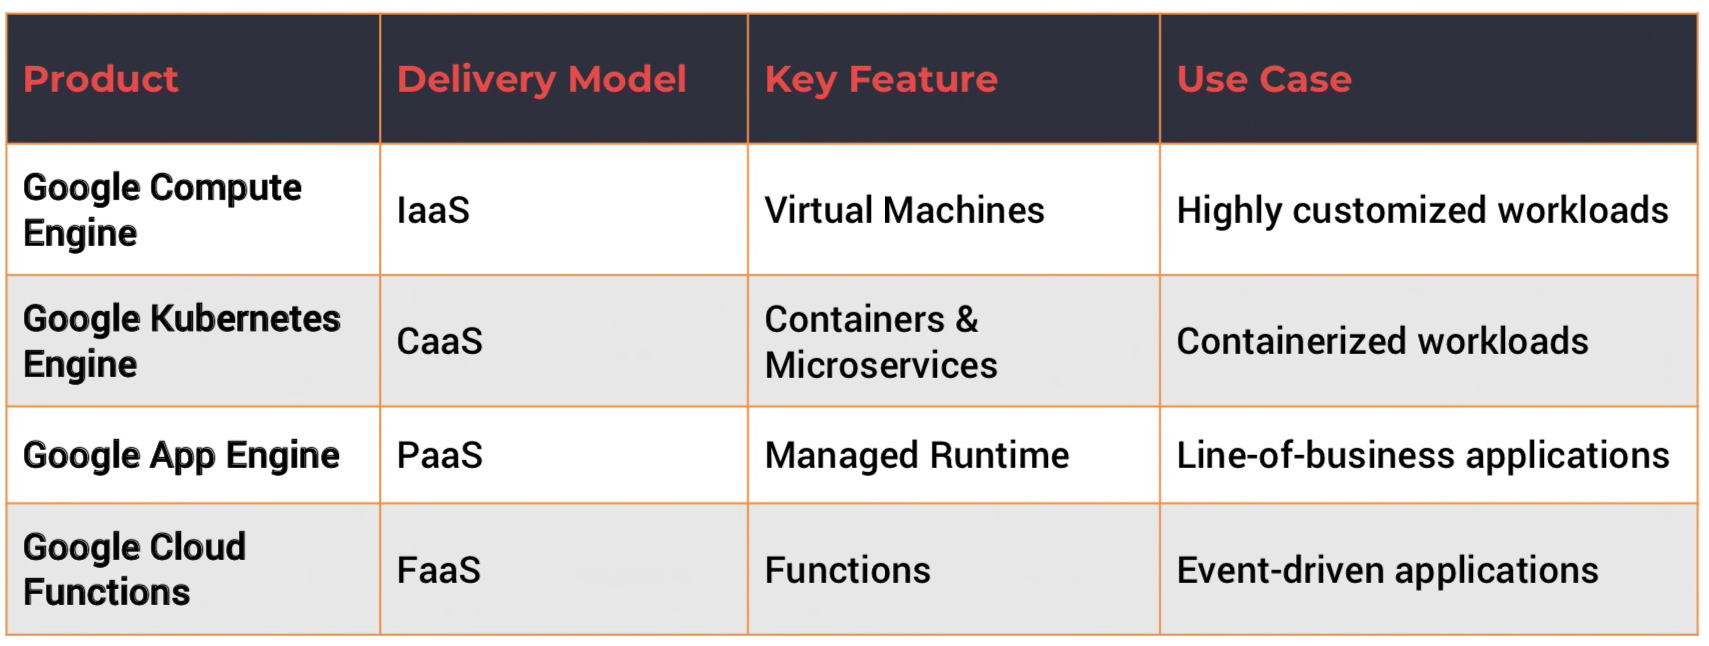 Product Delivery Model Key Feature Use Case
Google Compute
Engine
IaaS
Virtual Machines
Highly customized workloads
Google Kubernetes
Engine
CaaS
Containers &
Microservices
Containerized workloads
Google App Engine
PaaS
Managed Runtime
Line-of-business applications
Google Cloud
Functions
FaaS
Functions
Event-driven applications